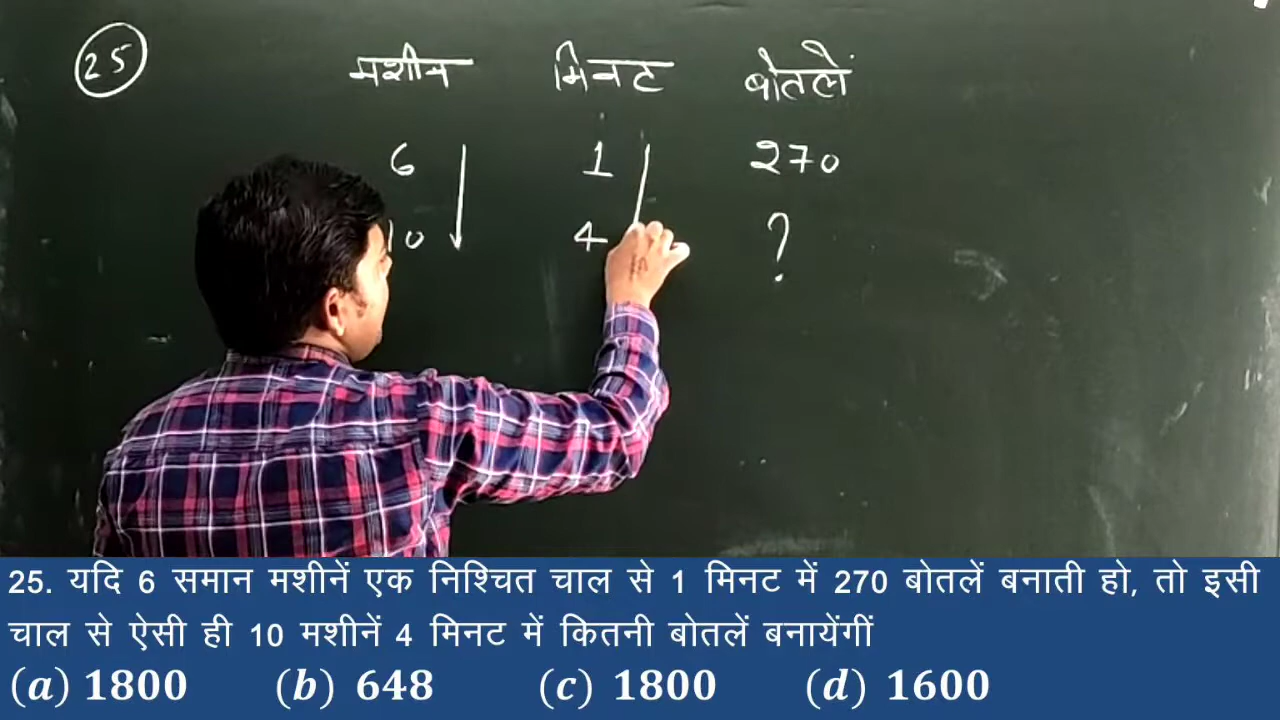 25
मशीन मिनट बोतलें
6 1 270
10 4 ?
25. यदि 6 समान मशीनें एक निश्चित चाल से 1 मिनट में 270 बोतलें बनाती हो, तो इसी
चाल से ऐसी ही 10 मशीनें 4 मिनट में कितनी बोतलें बनायेंगीं
(a) 1800 (b) 648 (c) 1800 (d) 1600